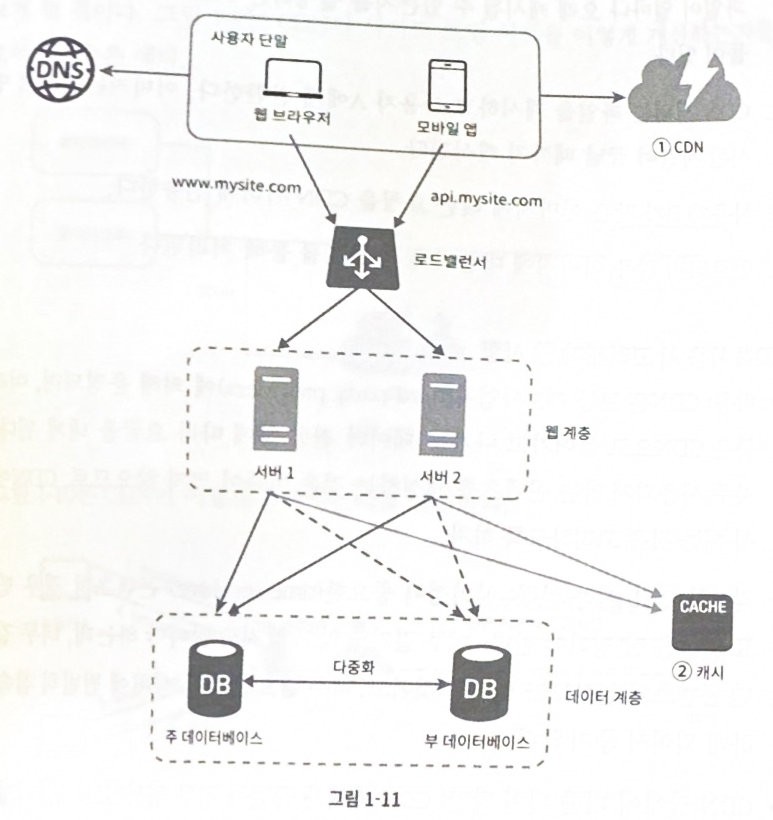 사용자 단말
DNS
웹 브라우저
모바일 앱
① CDN
www.mysite.com
api.mysite.com
로드밸런서
서버 1
서버 2
웹 계층
CACHE
② 캐시
DB
다중화
DB
데이터 계층
주 데이터베이스
부 데이터베이스
그림 1-11